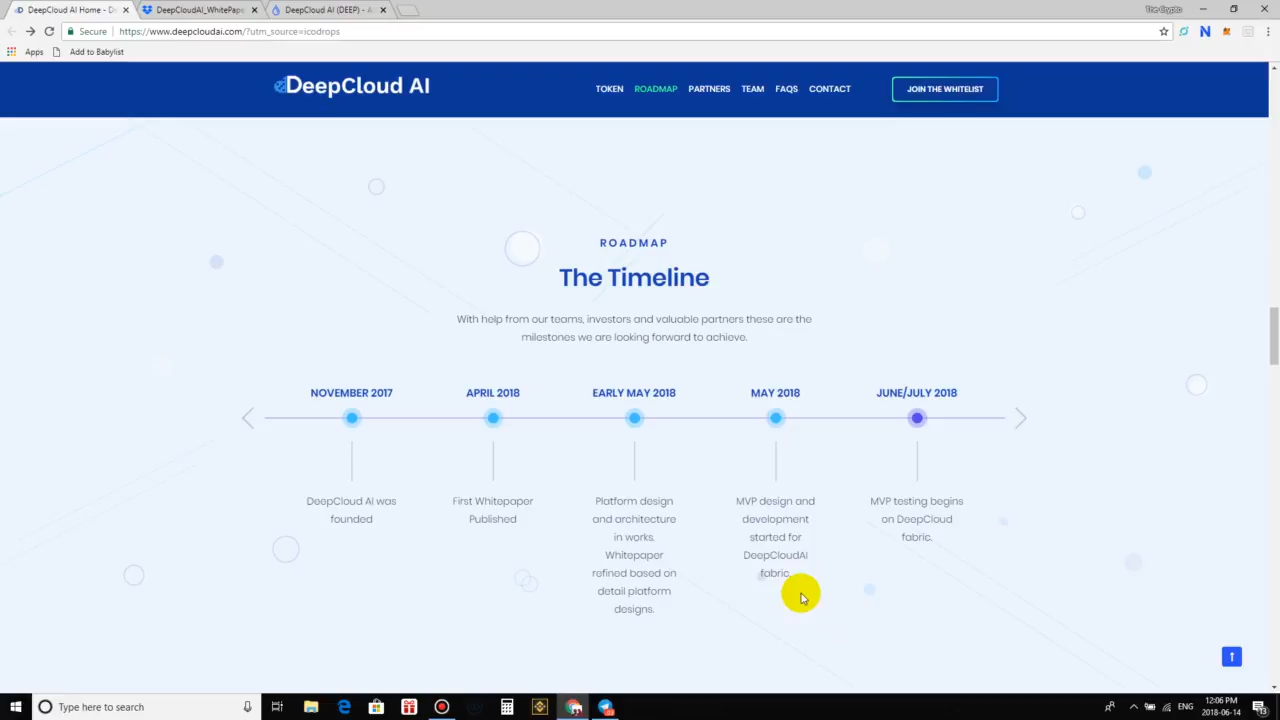 DeepCloud AI Home - De
DeepCloudAI_WhitePape
DeepCloud AI (DEEP) - A
The Crypto
Secure
https://www.deepcloudai.com/?utm_source=icodrops
Apps
Add to Babylist
DeepCloud AI
TOKEN
ROADMAP
PARTNERS
TEAM
FAQS
CONTACT
JOIN THE WHITELIST
ROADMAP
The Timeline
With help from our teams, investors and valuable partners these are the
milestones we are looking forward to achieve.
NOVEMBER 2017
DeepCloud AI was
founded
APRIL 2018
First Whitepaper
Published
EARLY MAY 2018
Platform design
and architecture
in works.
Whitepaper
refined based on
detail platform
designs.
MAY 2018
MVP design and
development
started for
DeepCloudAI
fabric.
JUNE/JULY 2018
MVP testing begins
on DeepCloud
fabric.
Type here to search
ENG
12:06 PM
2018-06-14